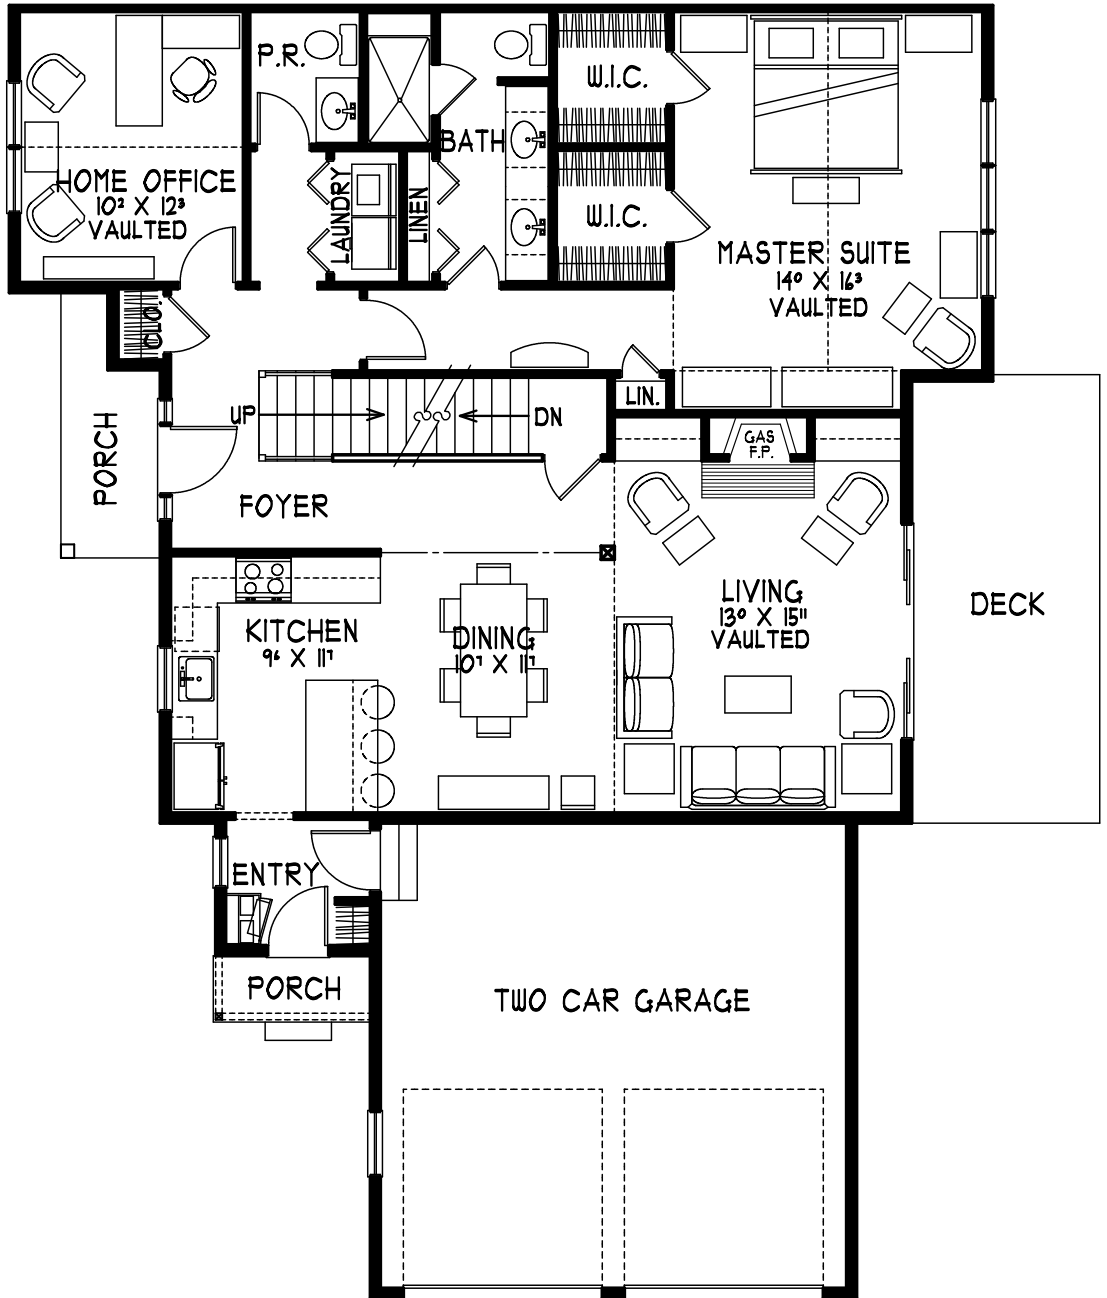 P.R.
W.I.C.
BATH
HOME OFFICE
10² X 12³
VAULTED
LAUNDRY
LINEN
W.I.C.
MASTER SUITE
14⁰ X 16³
VAULTED
CLO.
LIN.
UP
DN
GAS
F.P.
PORCH
FOYER
LIVING
13⁰ X 15¹¹
VAULTED
DECK
KITCHEN
9⁶ X 11⁷
DINING
10⁷ X 11⁷
ENTRY
PORCH
TWO CAR GARAGE